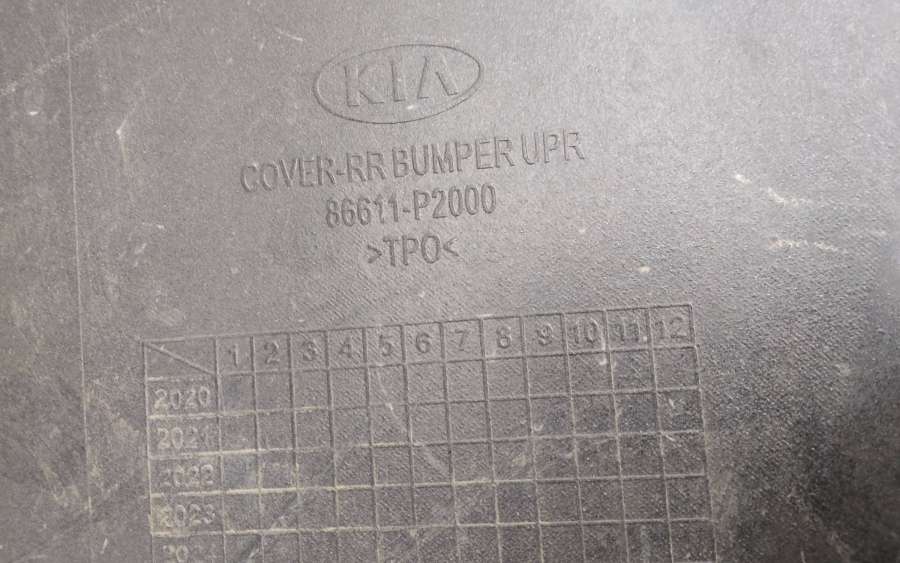 KIA
COVER-RR BUMPER UPR
86611-P2000
>TPO<
1 2 3 4 5 6 7 8 9 10 11 12
2020
2021
2022
2023